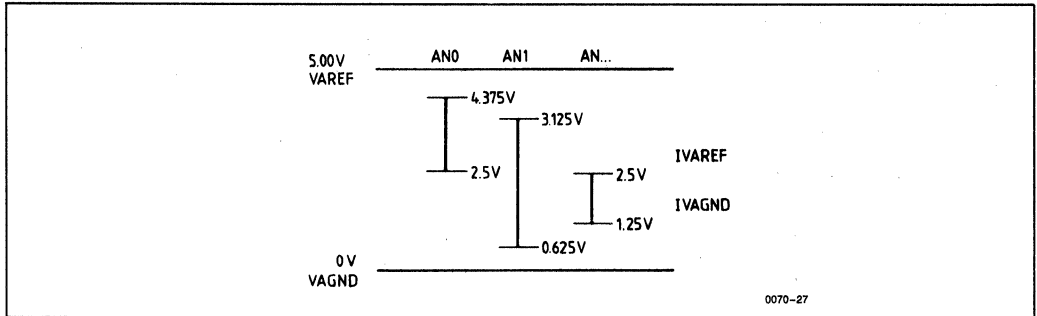 5.00V AN0 AN1 AN...
VAREF
4.375V
3.125V
IVAREF
2.5V 2.5V
IVAGND
1.25V
0.625V
0V
VAGND
0070-27